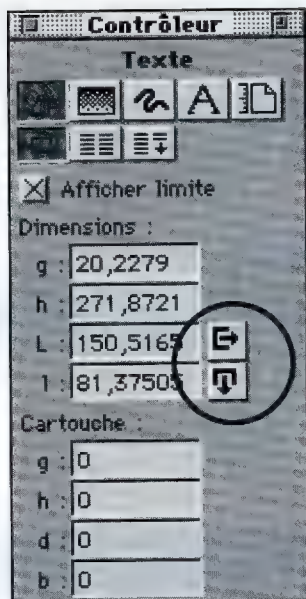 Contrôleur
Texte
A
Afficher limite
Dimensions :
g : 20,2279
h : 271,8721
L : 150,5165
l : 81,37505
Cartouche :
g : 0
h : 0
d : 0
b : 0